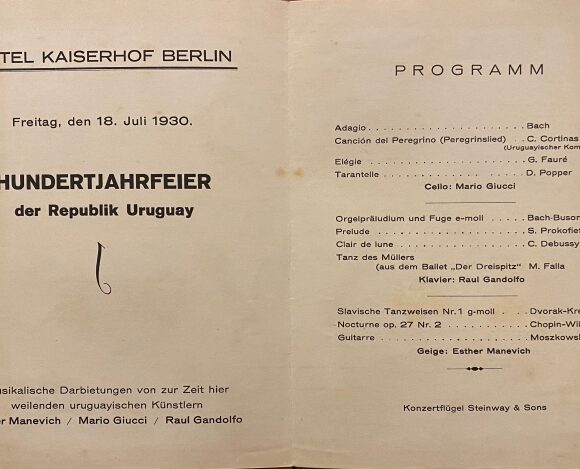 TEL KAISERHOF BERLIN
Freitag, den 18. Juli 1930.
HUNDERTJAHRFEIER
der Republik Uruguay
usikalische Darbietungen von zur Zeit hier
weilenden uruguayischen Künstlern
er Manevich / Mario Giucci / Raul Gandolfo
PROGRAMM
Adagio . . . . . . . . . . . . . . . . . . . . Bach
Canción del Peregrino (Peregrinslied) . . . . . C. Cortinas
(Uruguayischer Kom
Elégie . . . . . . . . . . . . . . . . . . . . G. Fauré
Tarantelle . . . . . . . . . . . . . . . . . . D. Popper
Cello: Mario Giucci
Orgelpräludium und Fuge e-moll . . . . . Bach-Buson
Prelude . . . . . . . . . . . . . . . . . . S. Prokofief
Clair de lune . . . . . . . . . . . . . . . C. Debussy
Tanz des Müllers
(aus dem Ballet „Der Dreispitz" M. Falla
Klavier: Raul Gandolfo
Slavische Tanzweisen Nr. 1 g-moll . . Dvorak-Kre
Nocturne op. 27 Nr. 2 . . . . . . . . . . Chopin-Wil
Guitarre . . . . . . . . . . . . . . . . . . Moszkowsk
Geige: Esther Manevich
Konzertflügel Steinway & Sons